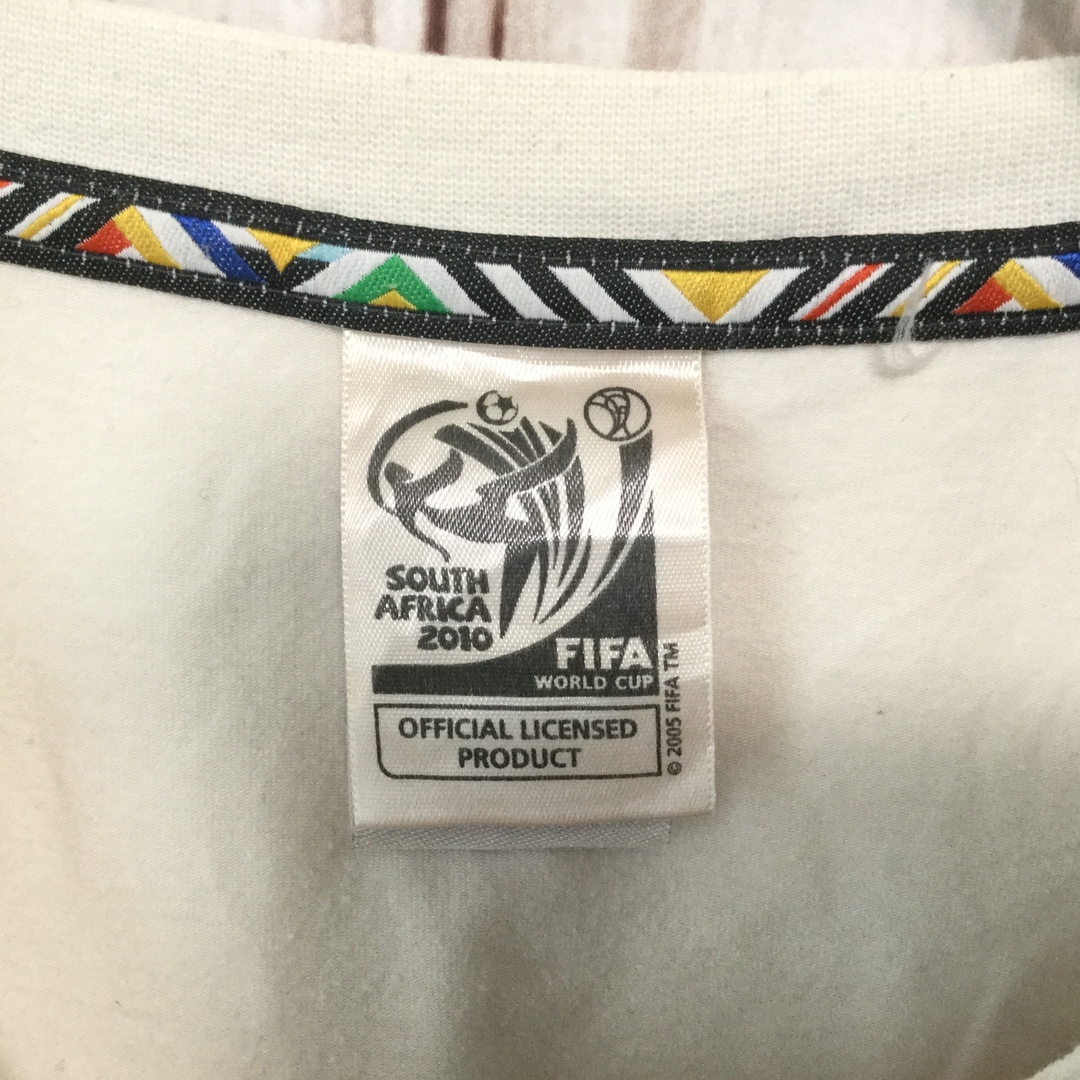 SOUTH
AFRICA
2010
FIFA
WORLD CUP
© 2005 FIFA TM
OFFICIAL LICENSED
PRODUCT